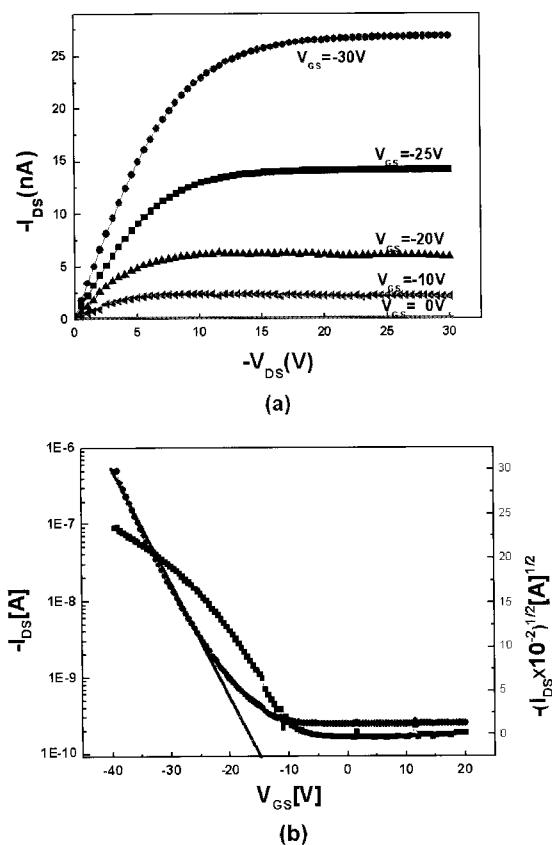 25
20
15
10
5
0
-I_DS(nA)
V_GS=-30V
V_GS=-25V
V_GS=-20V
V_GS=-10V
V_GS= 0V
0 5 10 15 20 25 30
-V_DS(V)
(a)
1E-6
1E-7
1E-8
1E-9
1E-10
-I_DS[A]
30
25
20
15
10
5
0
-(I_DS x10^-2)^1/2[A]^1/2
-40 -30 -20 -10 0 10 20
V_GS[V]
(b)